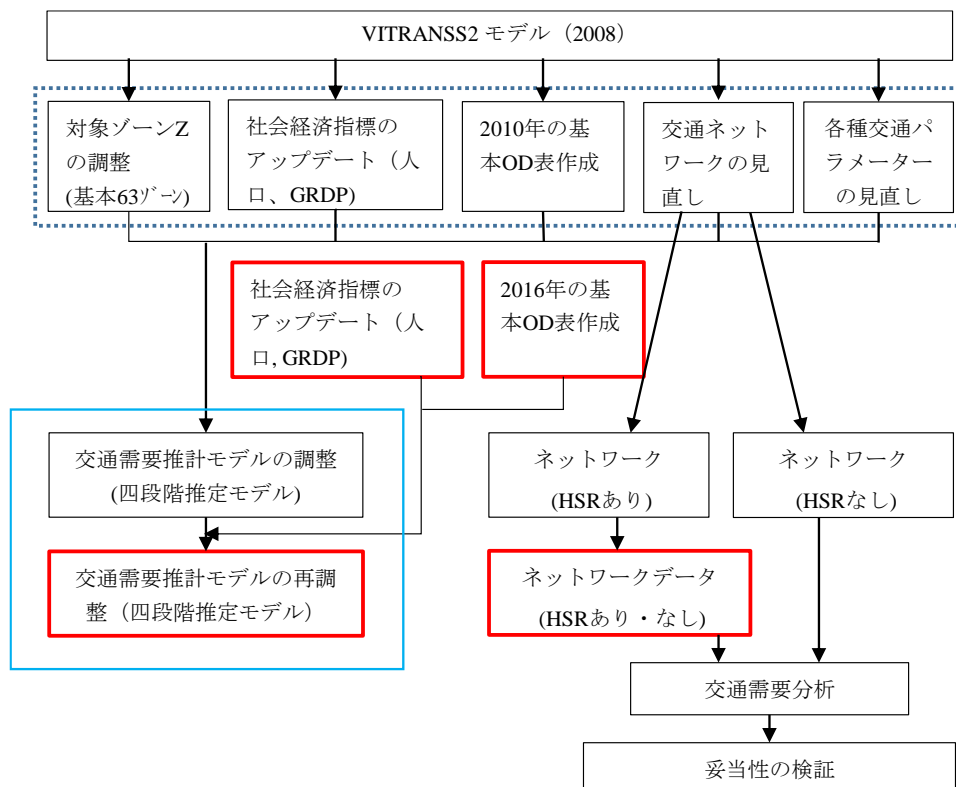 VITRANSS2 モデル（2008）
対象ゾーンZ
の調整
(基本63ｿﾞｰﾝ)
社会経済指標の
アップデート（人
口、GRDP)
2010年の基
本OD表作成
交通ネット
ワークの見
直し
各種交通パ
ラメーター
の見直し
社会経済指標の
アップデート（人
口, GRDP)
2016年の基
本OD表作成
交通需要推計モデルの調整
(四段階推定モデル)
ネットワーク
(HSRあり)
ネットワーク
(HSRなし)
交通需要推計モデルの再調
整（四段階推定モデル）
ネットワークデータ
(HSRあり・なし)
交通需要分析
妥当性の検証